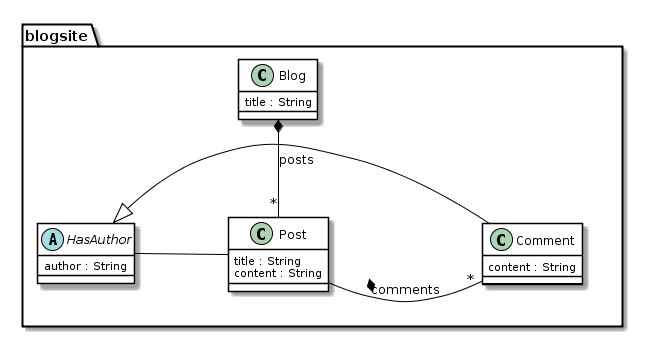 blogsite
C Blog
title : String
posts
*
A HasAuthor
author : String
C Post
title : String
content : String
C Comment
content : String
comments
*